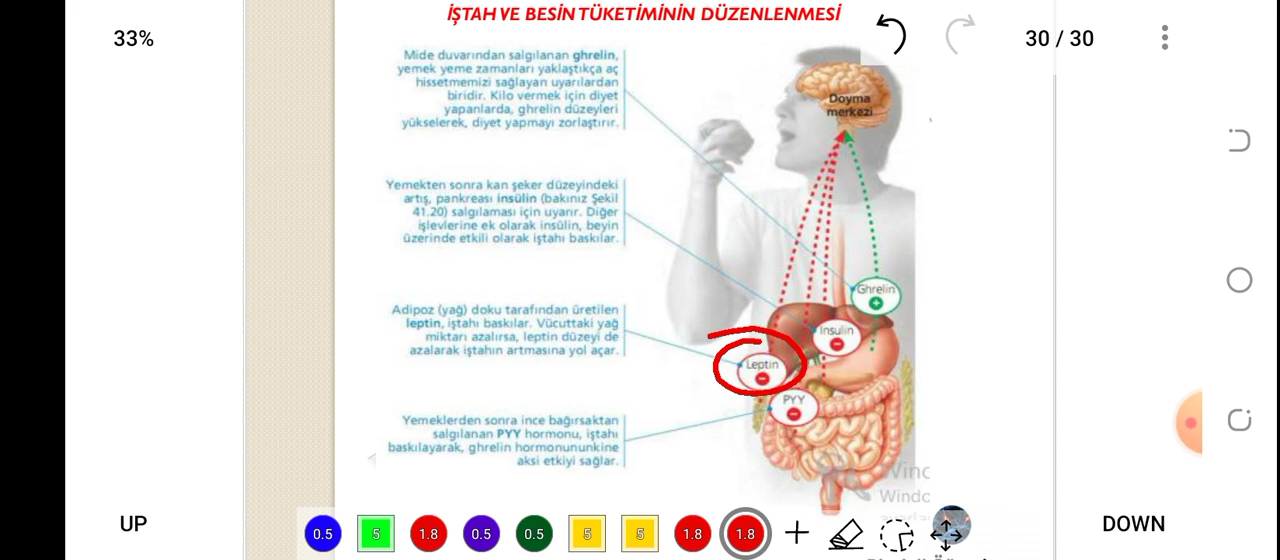 İŞTAH VE BESİN TÜKETİMİNİN DÜZENLENMESİ
33%
30 / 30
Mide duvarından salgılanan ghrelin,
yemek yeme zamanları yaklaştıkça aç
hissetmemizi sağlayan uyarılardan
biridir. Kilo vermek için diyet
yapanlarda, ghrelin düzeyleri
yükselerek, diyet yapmayı zorlaştırır.
Doyma
merkezi
Yemekten sonra kan şeker düzeyindeki
artış, pankreası insülin (bakınız Şekil
41.20) salgılaması için uyarır. Diğer
işlevlerine ek olarak insülin, beyin
üzerinde etkili olarak iştahı baskılar.
Ghrelin
+
Insulin
−
Adipoz (yağ) doku tarafından üretilen
leptin, iştahı baskılar. Vücuttaki yağ
miktarı azalırsa, leptin düzeyi de
azalarak iştahın artmasına yol açar.
Leptin
−
PYY
−
Yemeklerden sonra ince bağırsaktan
salgılanan PYY hormonu, iştahı
baskılayarak, ghrelin hormonununkine
aksi etkiyi sağlar.
UP
0.5
5
1.8
0.5
0.5
5
5
1.8
1.8
DOWN